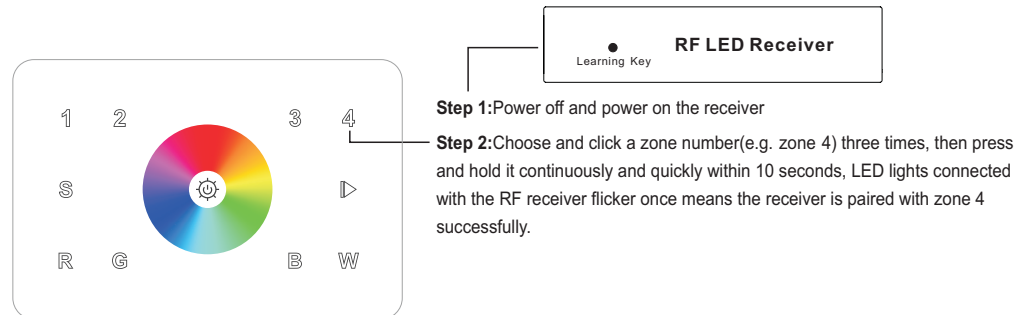 RF LED Receiver
Learning Key
Step 1:Power off and power on the receiver
1 2 3 4
Step 2:Choose and click a zone number(e.g. zone 4) three times, then press
and hold it continuously and quickly within 10 seconds, LED lights connected
with the RF receiver flicker once means the receiver is paired with zone 4
successfully.
S
R G B W